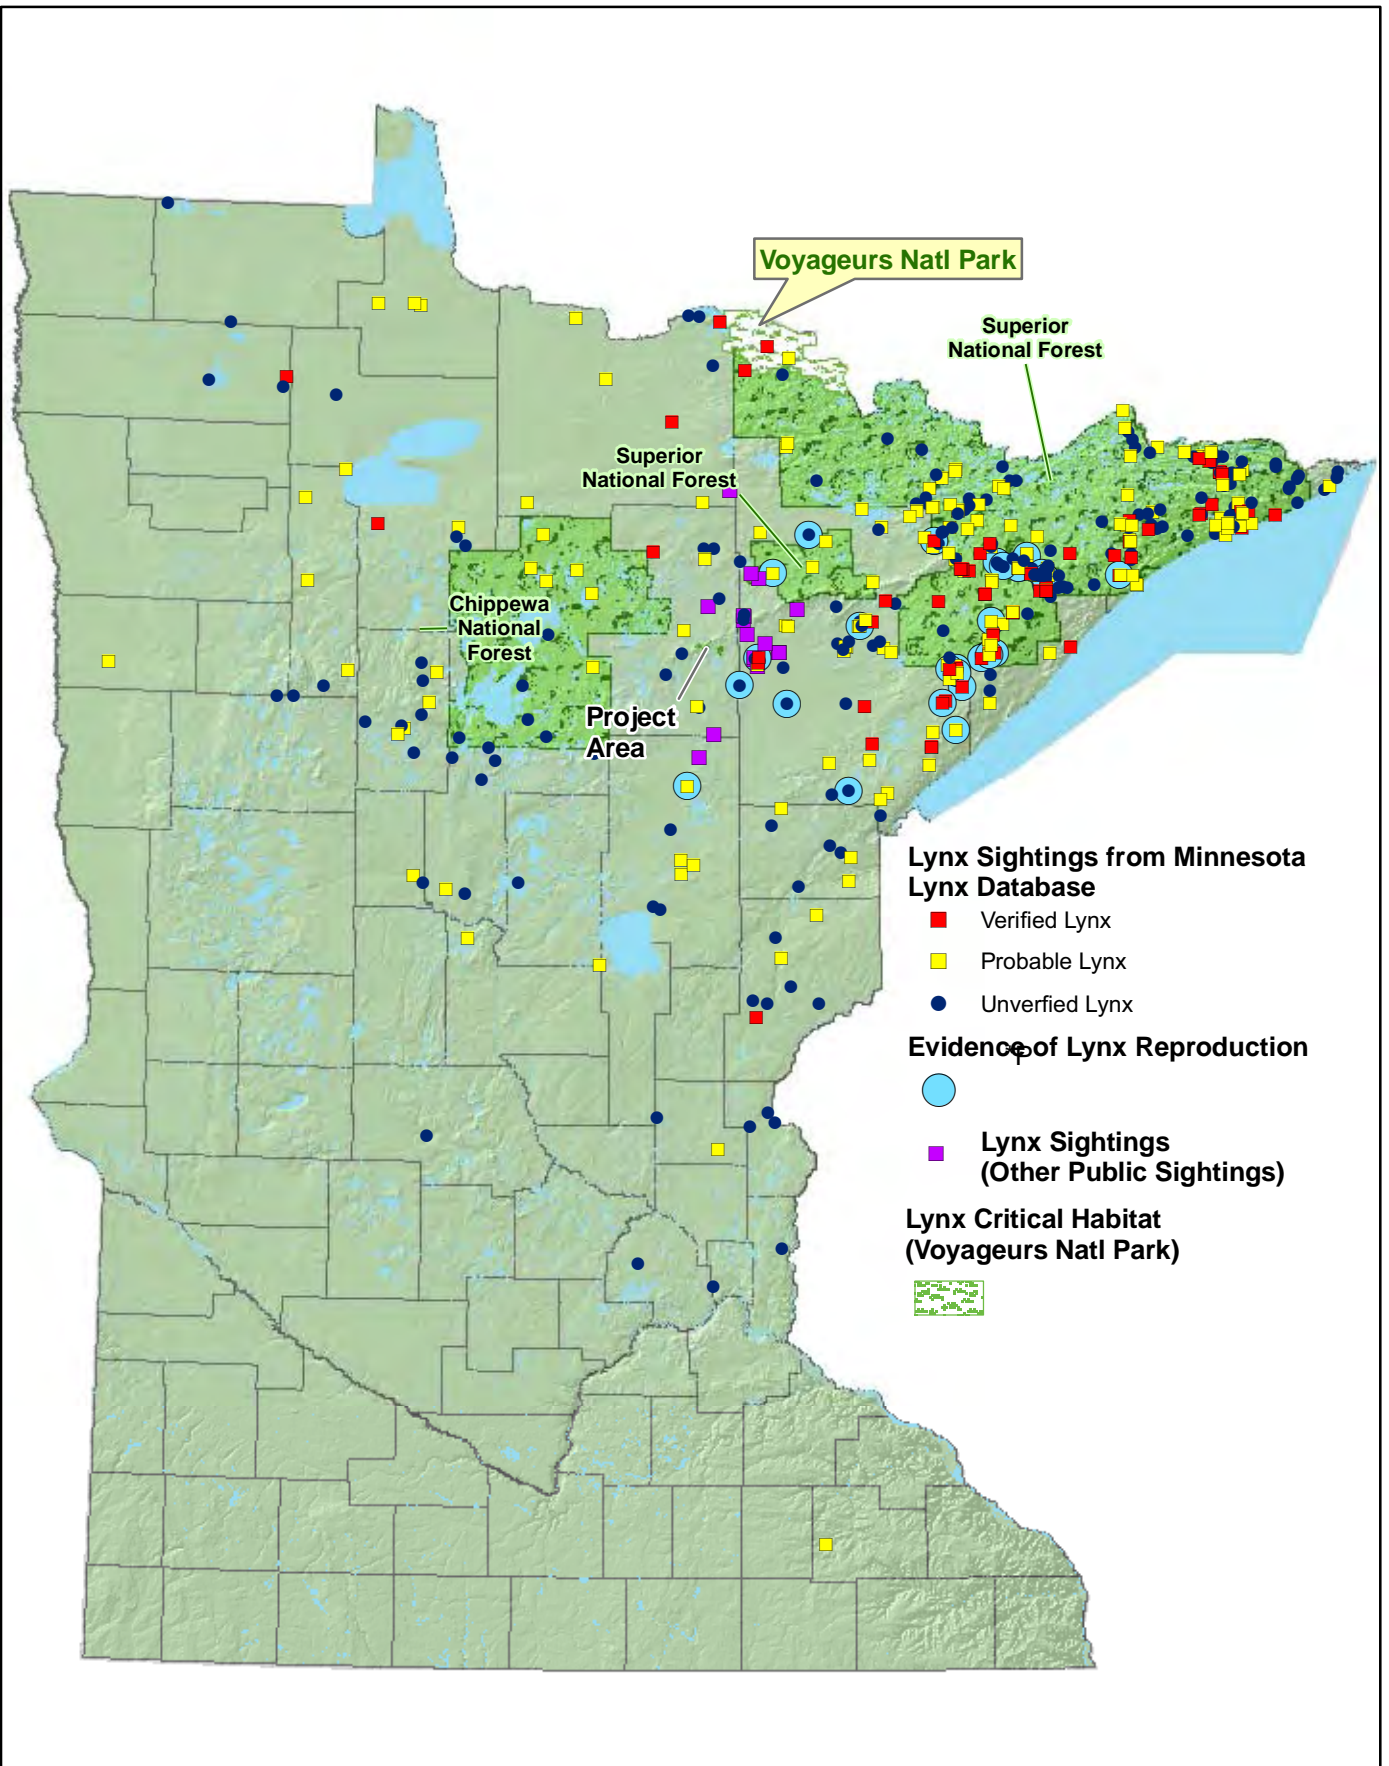 Voyageurs Natl Park
Superior
National Forest
Superior
National Forest
Chippewa
National
Forest
Project
Area
Lynx Sightings from Minnesota
Lynx Database
Verified Lynx
Probable Lynx
Unverfied Lynx
Evidence of Lynx Reproduction
Lynx Sightings
(Other Public Sightings)
Lynx Critical Habitat
(Voyageurs Natl Park)